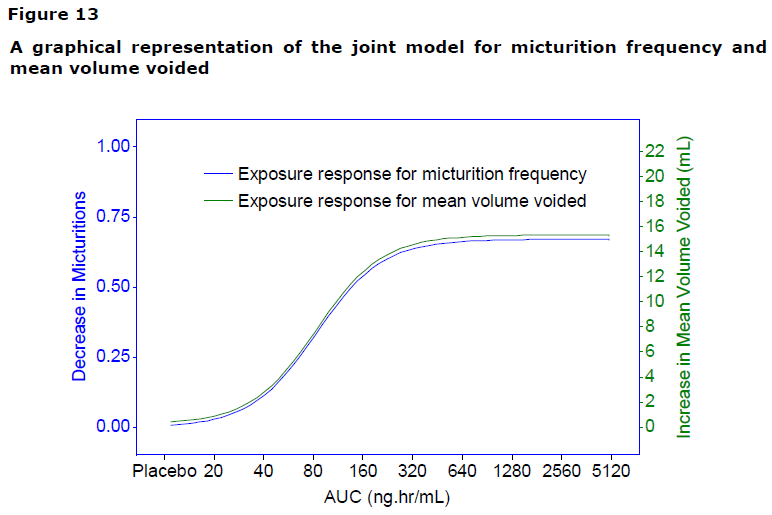 Figure 13
A graphical representation of the joint model for micturition frequency and
mean volume voided
Exposure response for micturition frequency
Exposure response for mean volume voided
Decrease in Micturitions
1.00
0.75
0.50
0.25
0.00
Increase in Mean Volume Voided (mL)
22
20
18
16
14
12
10
8
6
4
2
0
Placebo 20 40 80 160 320 640 1280 2560 5120
AUC (ng.hr/mL)